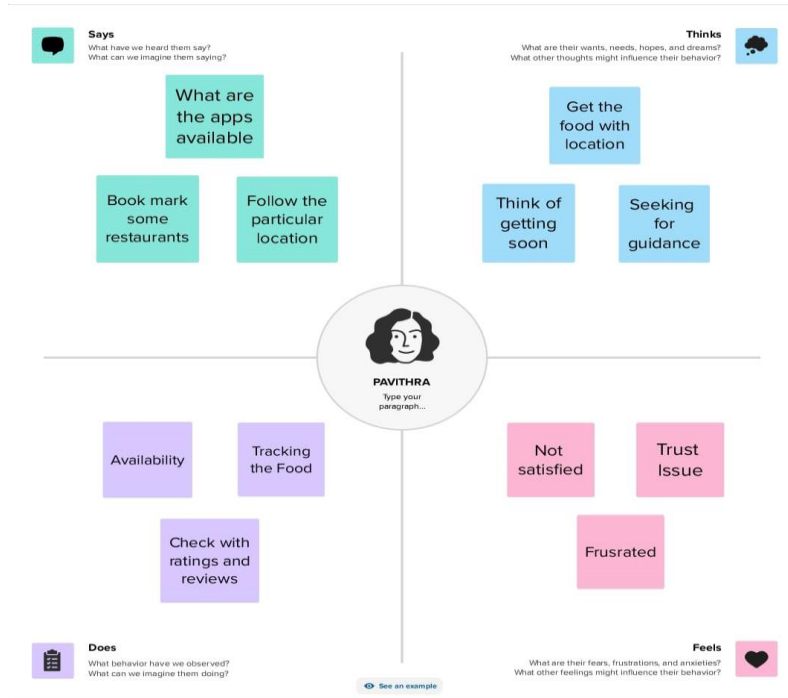 Says
What have we heard them say?
What can we imagine them saying?
What are
the apps
available
Book mark
some
restaurants
Follow the
particular
location
Thinks
What are their wants, needs, hopes, and dreams?
What other thoughts might influence their behavior?
Get the
food with
location
Think of
getting
soon
Seeking
for
guidance
PAVITHRA
Type your
paragraph...
Availability
Tracking
the Food
Check with
ratings and
reviews
Does
What behavior have we observed?
What can we imagine them doing?
Not
satisfied
Trust
Issue
Frusrated
Feels
What are their fears, frustrations, and anxieties?
What other feelings might influence their behavior?
See an example